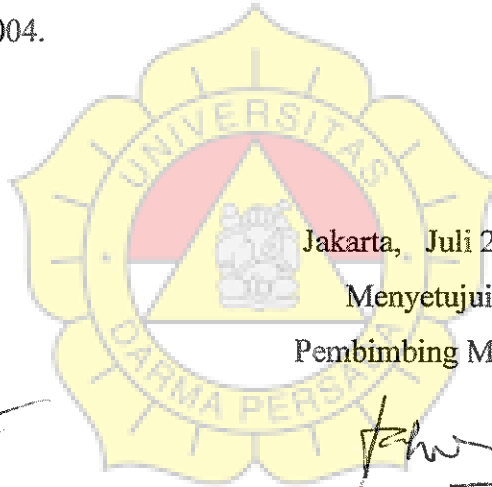 004.
UNIVERSITAS
Jakarta, Juli 2
Menyetujui
Pembimbing M
DARMA PERSADA